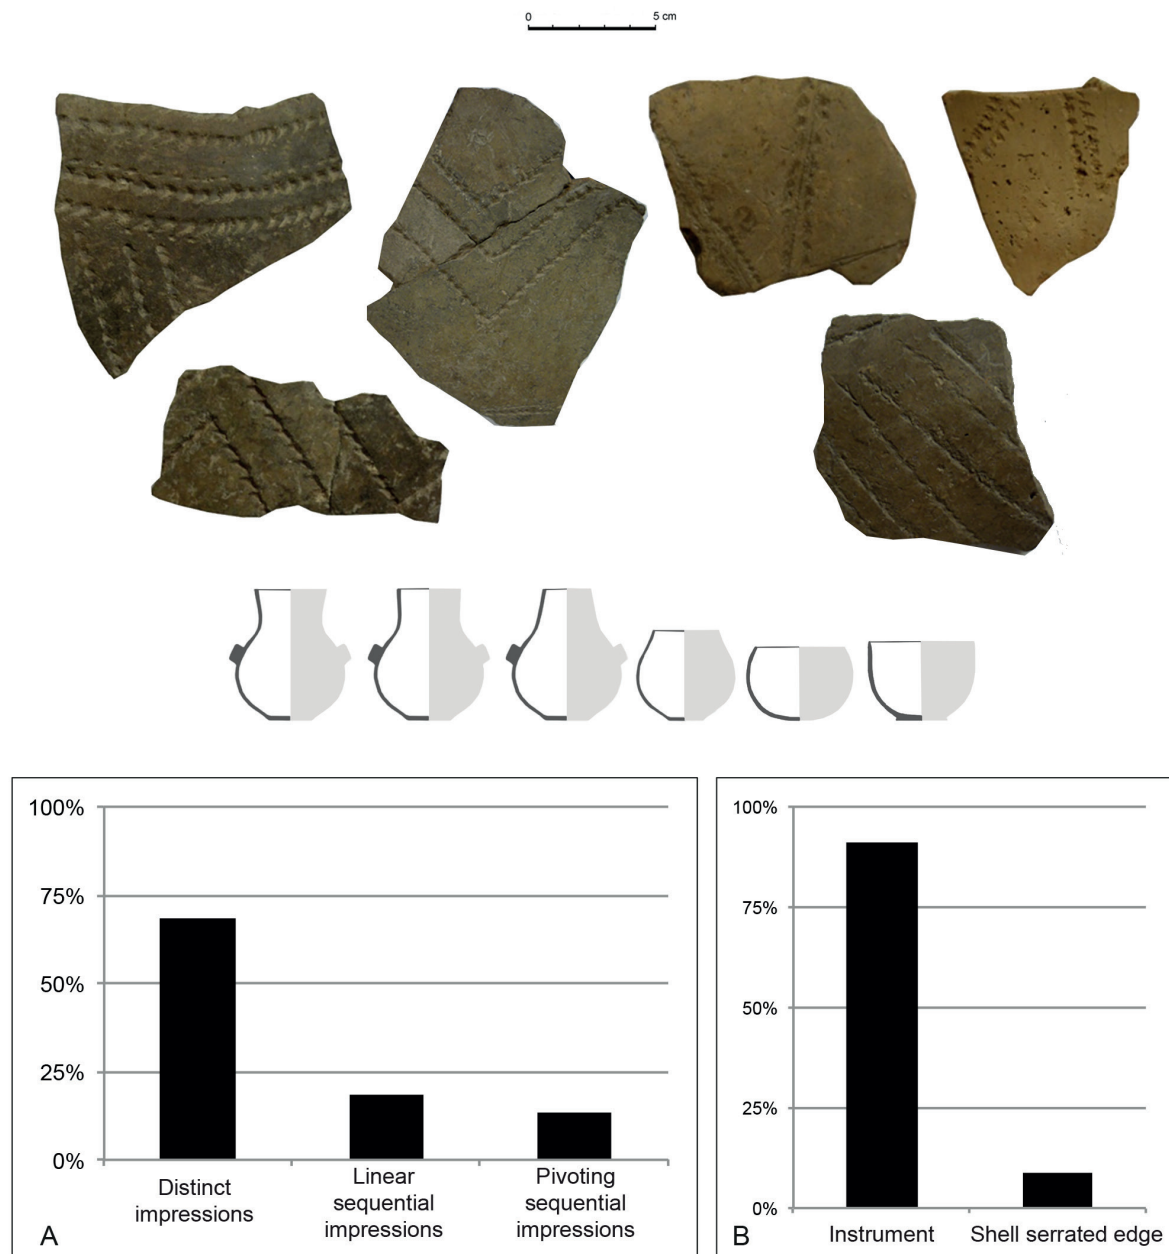 0 5 cm
100%
75%
50%
25%
0%
Distinct
impressions
Linear
sequential
impressions
Pivoting
sequential
impressions
A
100%
75%
50%
25%
0%
Instrument
Shell serrated edge
B